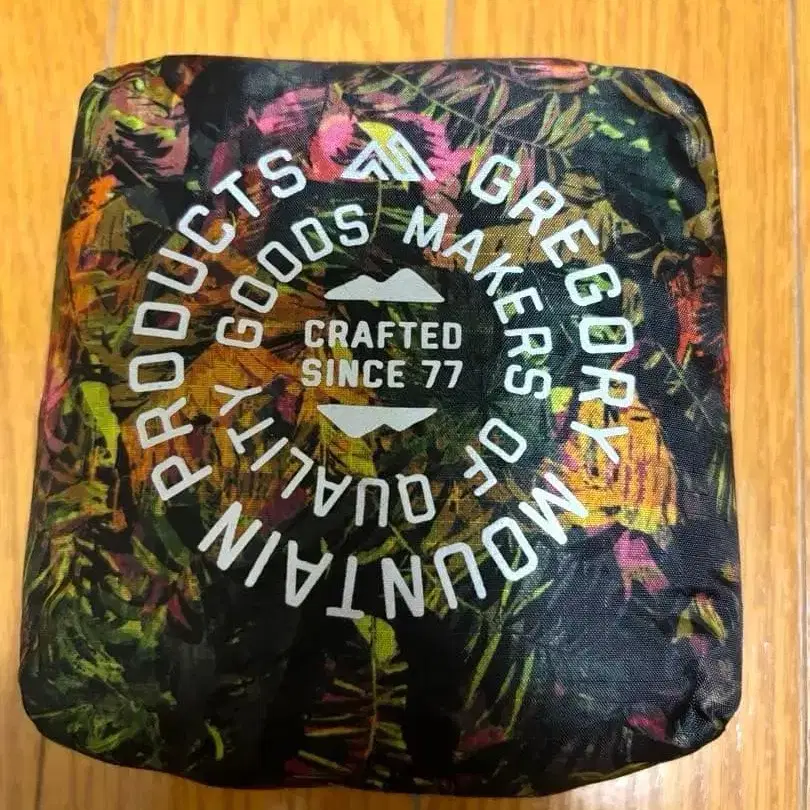 GREGORY MOUNTAIN PRODUCTS
MAKERS OF QUALITY GOODS
CRAFTED
SINCE 77